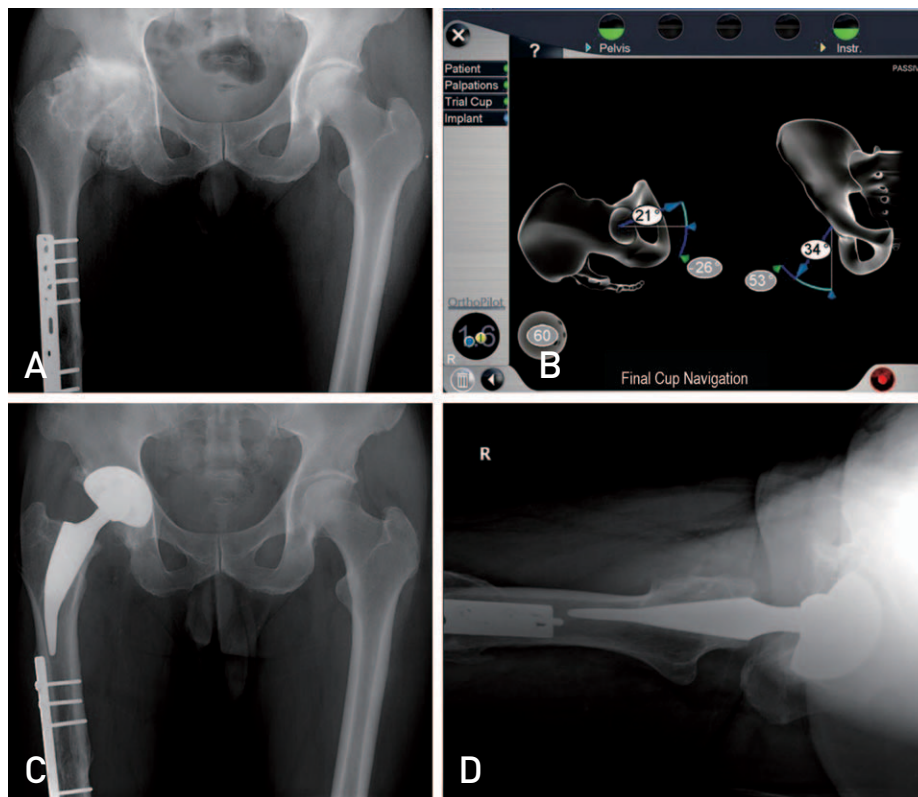 A
?
Pelvis
Instr.
Patient
Palpations
Trial Cup
Implant
PASSIV
21°
-26°
34°
53
OrthoPilot
60
R
Final Cup Navigation
B
C
R
D